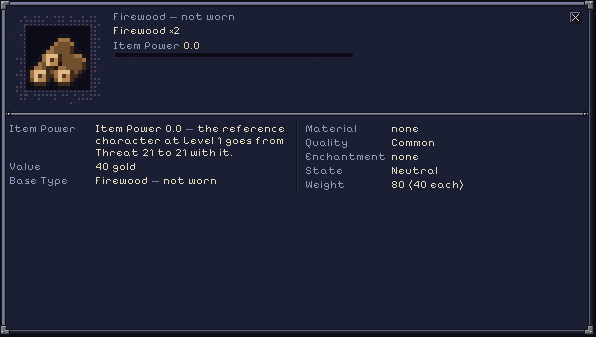 Firewood — not worn
Firewood ×2
Item Power 0.0
Item Power Item Power 0.0 — the reference
character at Level 1 goes from
Threat 21 to 21 with it.
Value 40 gold
Base Type Firewood — not worn
Material none
Quality Common
Enchantment none
State Neutral
Weight 80 (40 each)